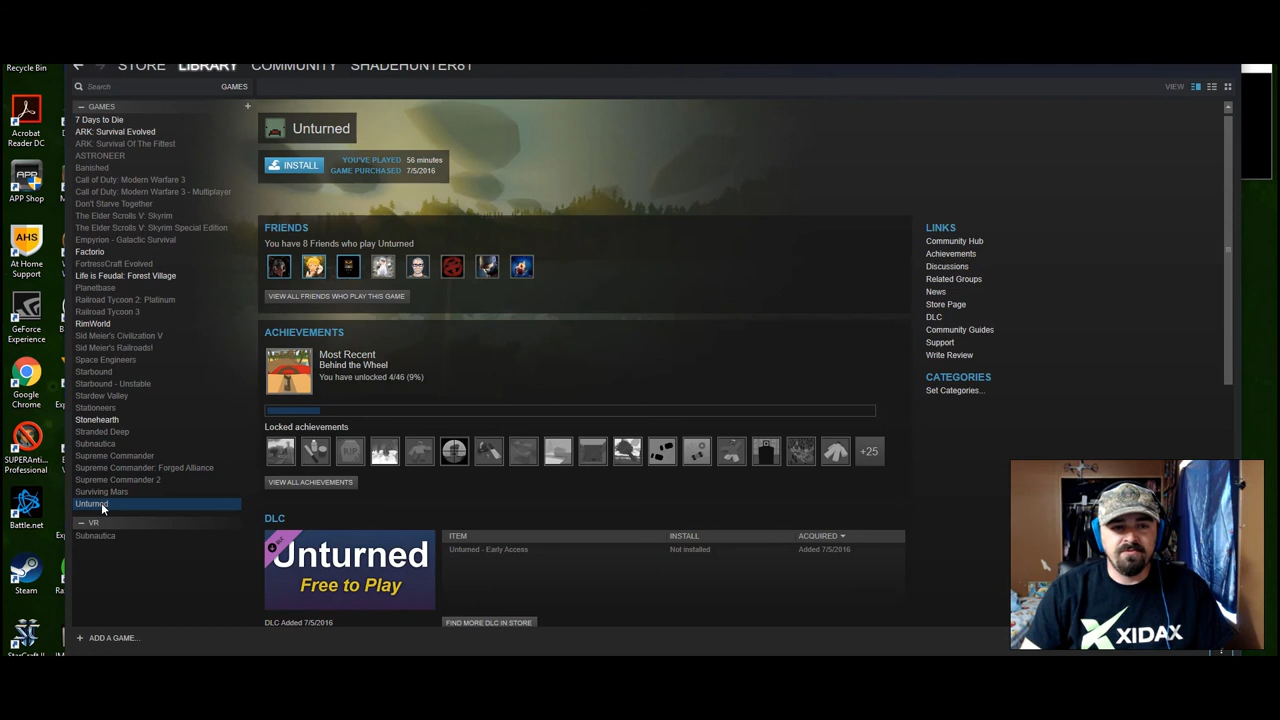 Recycle Bin
Acrobat
Reader DC
APP
APP Shop
AHS
At Home
Support
GeForce
Experience
Google
Chrome
SUPERAnti...
Professional
Battle.net
Steam
StarCraft II
STORE LIBRARY COMMUNITY SHADEHUNTER81
Search
GAMES
VIEW
GAMES
7 Days to Die
ARK: Survival Evolved
ARK: Survival Of The Fittest
ASTRONEER
Banished
Call of Duty: Modern Warfare 3
Call of Duty: Modern Warfare 3 - Multiplayer
Don't Starve Together
The Elder Scrolls V: Skyrim
The Elder Scrolls V: Skyrim Special Edition
Empyrion - Galactic Survival
Factorio
FortressCraft Evolved
Life is Feudal: Forest Village
Planetbase
Railroad Tycoon 2: Platinum
Railroad Tycoon 3
RimWorld
Sid Meier's Civilization V
Sid Meier's Railroads!
Space Engineers
Starbound
Starbound - Unstable
Stardew Valley
Stationeers
Stonehearth
Stranded Deep
Subnautica
Supreme Commander
Supreme Commander: Forged Alliance
Supreme Commander 2
Surviving Mars
Unturned
VR
Subnautica
+ ADD A GAME...
Unturned
INSTALL
YOU'VE PLAYED 56 minutes
GAME PURCHASED 7/5/2016
FRIENDS
You have 8 Friends who play Unturned
VIEW ALL FRIENDS WHO PLAY THIS GAME
ACHIEVEMENTS
Most Recent
Behind the Wheel
You have unlocked 4/46 (9%)
Locked achievements
R.I.P.
+25
VIEW ALL ACHIEVEMENTS
DLC
DLC
Unturned
Free to Play
DLC Added 7/5/2016
ITEM INSTALL ACQUIRED
Unturned - Early Access Not installed Added 7/5/2016
FIND MORE DLC IN STORE
LINKS
Community Hub
Achievements
Discussions
Related Groups
News
Store Page
DLC
Community Guides
Support
Write Review
CATEGORIES
Set Categories...
XIDAX